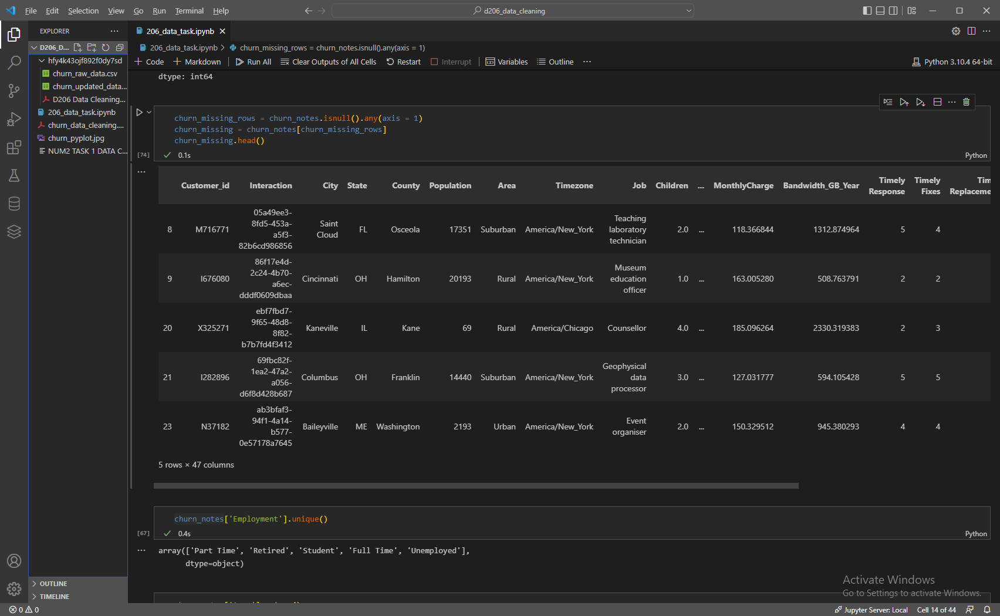 File Edit Selection View Go Run Terminal Help
d206_data_cleaning
EXPLORER
206_data_task.ipynb
D206_D...
206_data_task.ipynb > churn_missing_rows = churn_notes.isnull().any(axis = 1)
hfy4k43ojf892f0dy7sd
churn_raw_data.csv
churn_updated_data...
D206 Data Cleaning...
206_data_task.ipynb
churn_data_cleaning....
churn_pyplot.jpg
NUM2 TASK 1 DATA C...
Code Markdown Run All Clear Outputs of All Cells Restart Interrupt Variables Outline ... Python 3.10.4 64-bit
dtype: int64
churn_missing_rows = churn_notes.isnull().any(axis = 1)
churn_missing = churn_notes[churn_missing_rows]
churn_missing.head()
[74] 0.1s Python
Customer_id Interaction City State County Population Area Timezone Job Children ... MonthlyCharge Bandwidth_GB_Year Timely Response Timely Fixes Tim Replaceme
8 M716771 05a49ee3-8fd5-453a-a5f3-82b6cd986856 Saint Cloud FL Osceola 17351 Suburban America/New_York Teaching laboratory technician 2.0 ... 118.366844 1312.874964 5 4
9 I676080 86f17e4d-2c24-4b70-a6ec-dddf0609dbaa Cincinnati OH Hamilton 20193 Rural America/New_York Museum education officer 1.0 ... 163.005280 508.763791 2 2
20 X325271 ebf7fbd7-9f65-48d8-8f82-b7b7fd4f3412 Kaneville IL Kane 69 Rural America/Chicago Counsellor 4.0 ... 185.096264 2330.319383 2 3
21 I282896 69fbc82f-1ea2-47a2-a056-d6f8d428b687 Columbus OH Franklin 14440 Suburban America/New_York Geophysical data processor 3.0 ... 127.031777 594.105428 5 5
23 N37182 ab3bfaf3-94f1-4a14-b577-0e57178a7645 Baileyville ME Washington 2193 Urban America/New_York Event organiser 2.0 ... 150.329512 945.380293 4 4
5 rows × 47 columns
churn_notes['Employment'].unique()
[67] 0.4s Python
array(['Part Time', 'Retired', 'Student', 'Full Time', 'Unemployed'],
dtype=object)
OUTLINE
TIMELINE
Activate Windows
Go to Settings to activate Windows.
0 0 Jupyter Server: Local Cell 14 of 44